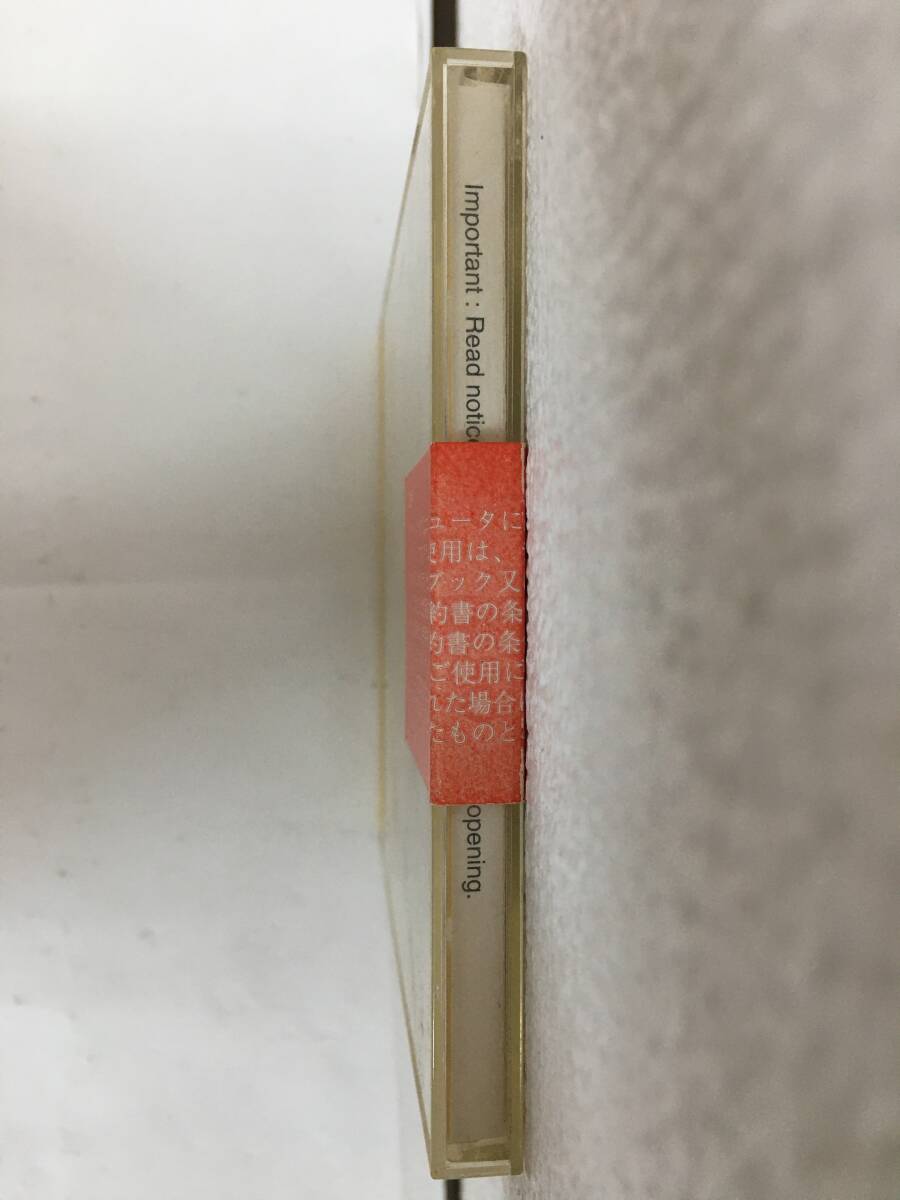 Important : Read notice
ュータに
使用は、
ブック又
約書の条
約書の条
ご使用に
れた場合
たものと
opening.